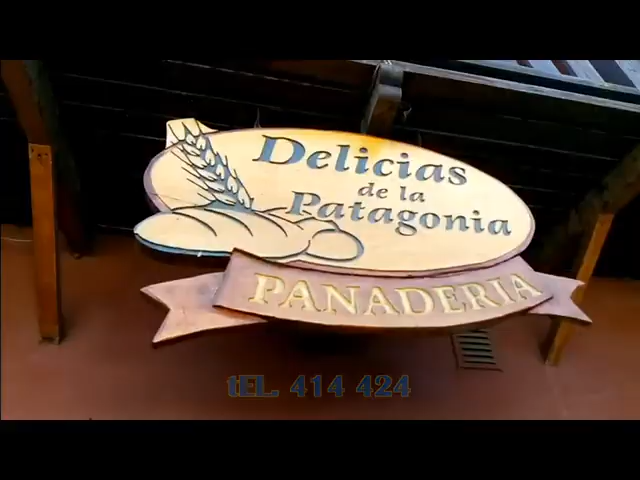 Delicias
de la
Patagonia
PANADERIA
tEL. 414 424